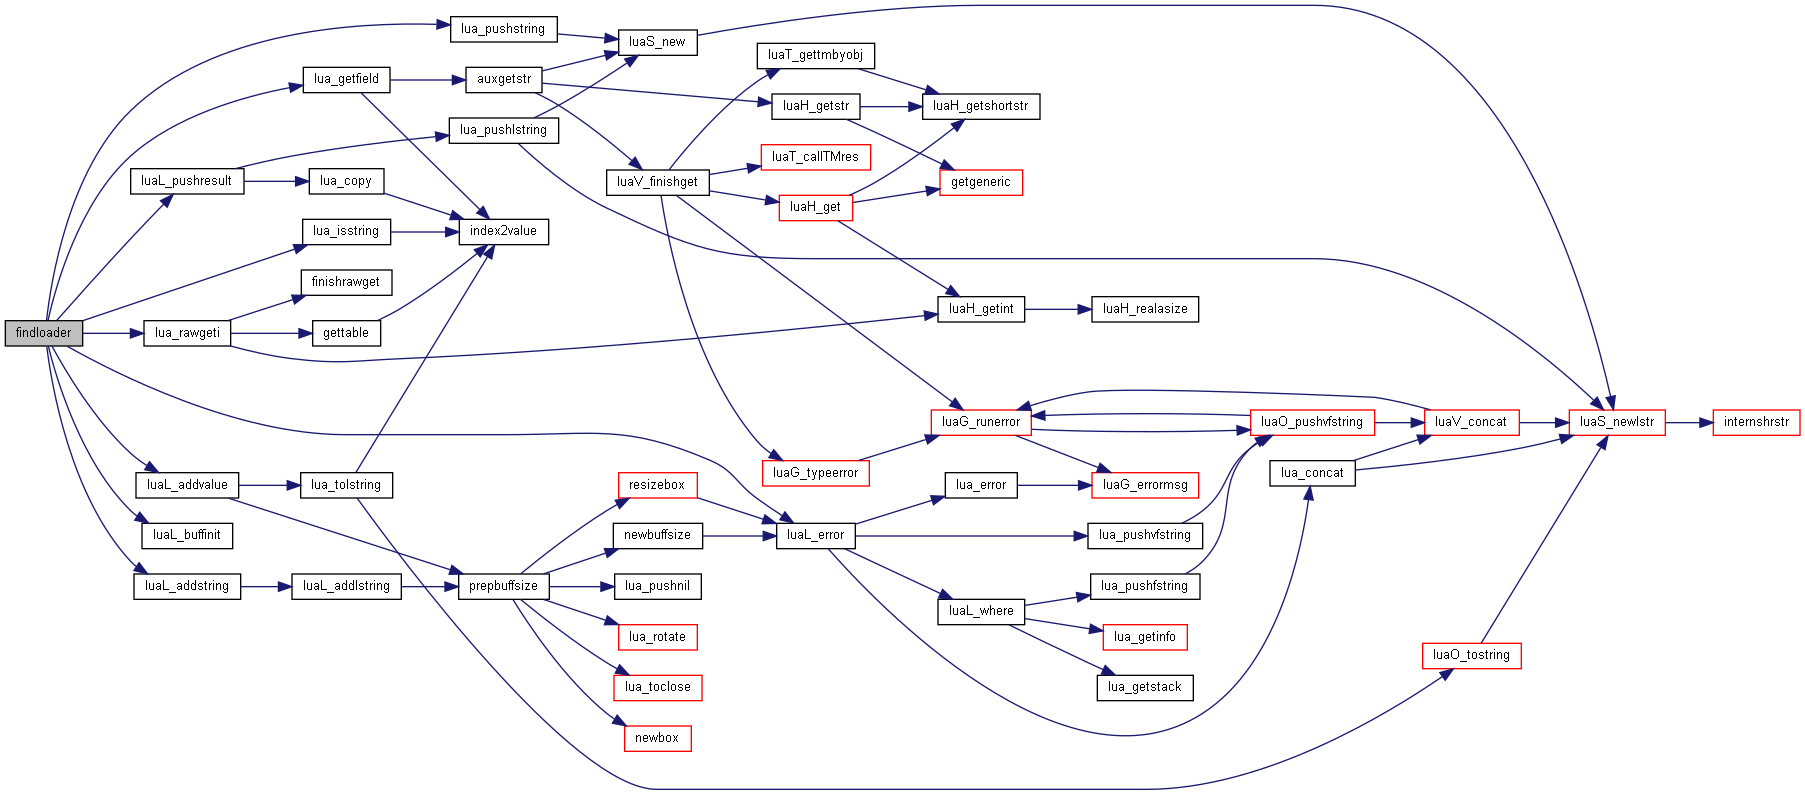 findloader
lua_pushstring
lua_getfield
luaL_pushresult
lua_isstring
lua_rawgeti
luaL_addvalue
luaL_buffinit
luaL_addstring
lua_copy
finishrawget
gettable
lua_tolstring
luaL_addlstring
auxgetstr
lua_pushlstring
index2value
prepbuffsize
luaS_new
luaV_finishget
resizebox
newbuffsize
lua_pushnil
lua_rotate
lua_toclose
newbox
luaT_gettmbyobj
luaH_getstr
luaT_callTMres
luaH_get
luaG_typeerror
luaL_error
luaH_getshortstr
getgeneric
luaH_getint
luaG_runerror
lua_error
luaL_where
luaH_realasize
luaG_errormsg
lua_pushvfstring
lua_pushfstring
lua_getinfo
lua_getstack
luaO_pushvfstring
lua_concat
luaV_concat
luaO_tostring
luaS_newlstr
internshrstr